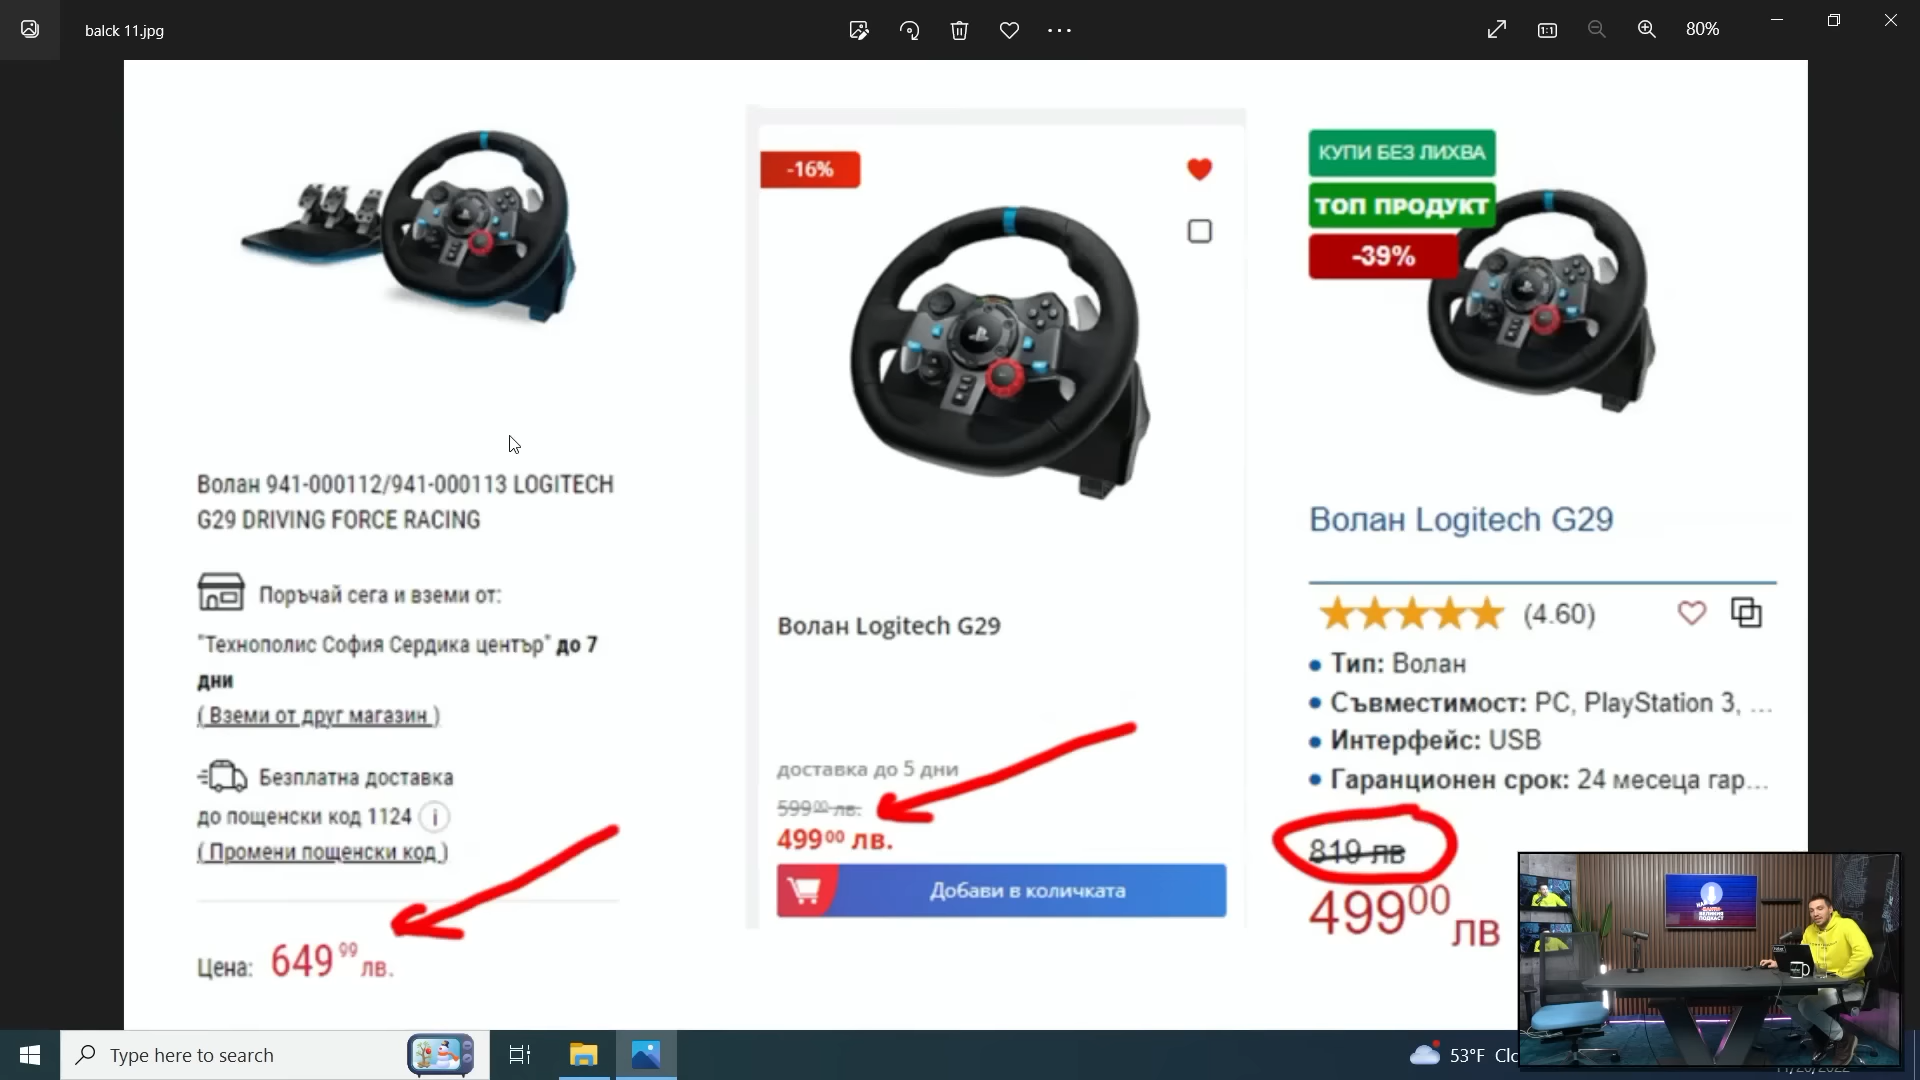 balck 11.jpg
80%
Волан 941-000112/941-000113 LOGITECH
G29 DRIVING FORCE RACING
Поръчай сега и вземи от:
"Технополис София Сердика център" до 7
дни
( Вземи от друг магазин )
Безплатна доставка
до пощенски код 1124
( Промени пощенски код )
Цена: 649 99 лв.
-16%
Волан Logitech G29
доставка до 5 дни
599 00 лв.
499 00 лв.
Добави в количката
КУПИ БЕЗ ЛИХВА
ТОП ПРОДУКТ
-39%
Волан Logitech G29
(4.60)
Тип: Волан
Съвместимост: PC, PlayStation 3, ...
Интерфейс: USB
Гаранционен срок: 24 месеца гар...
819 лв
499 00 лв
Type here to search
53°F